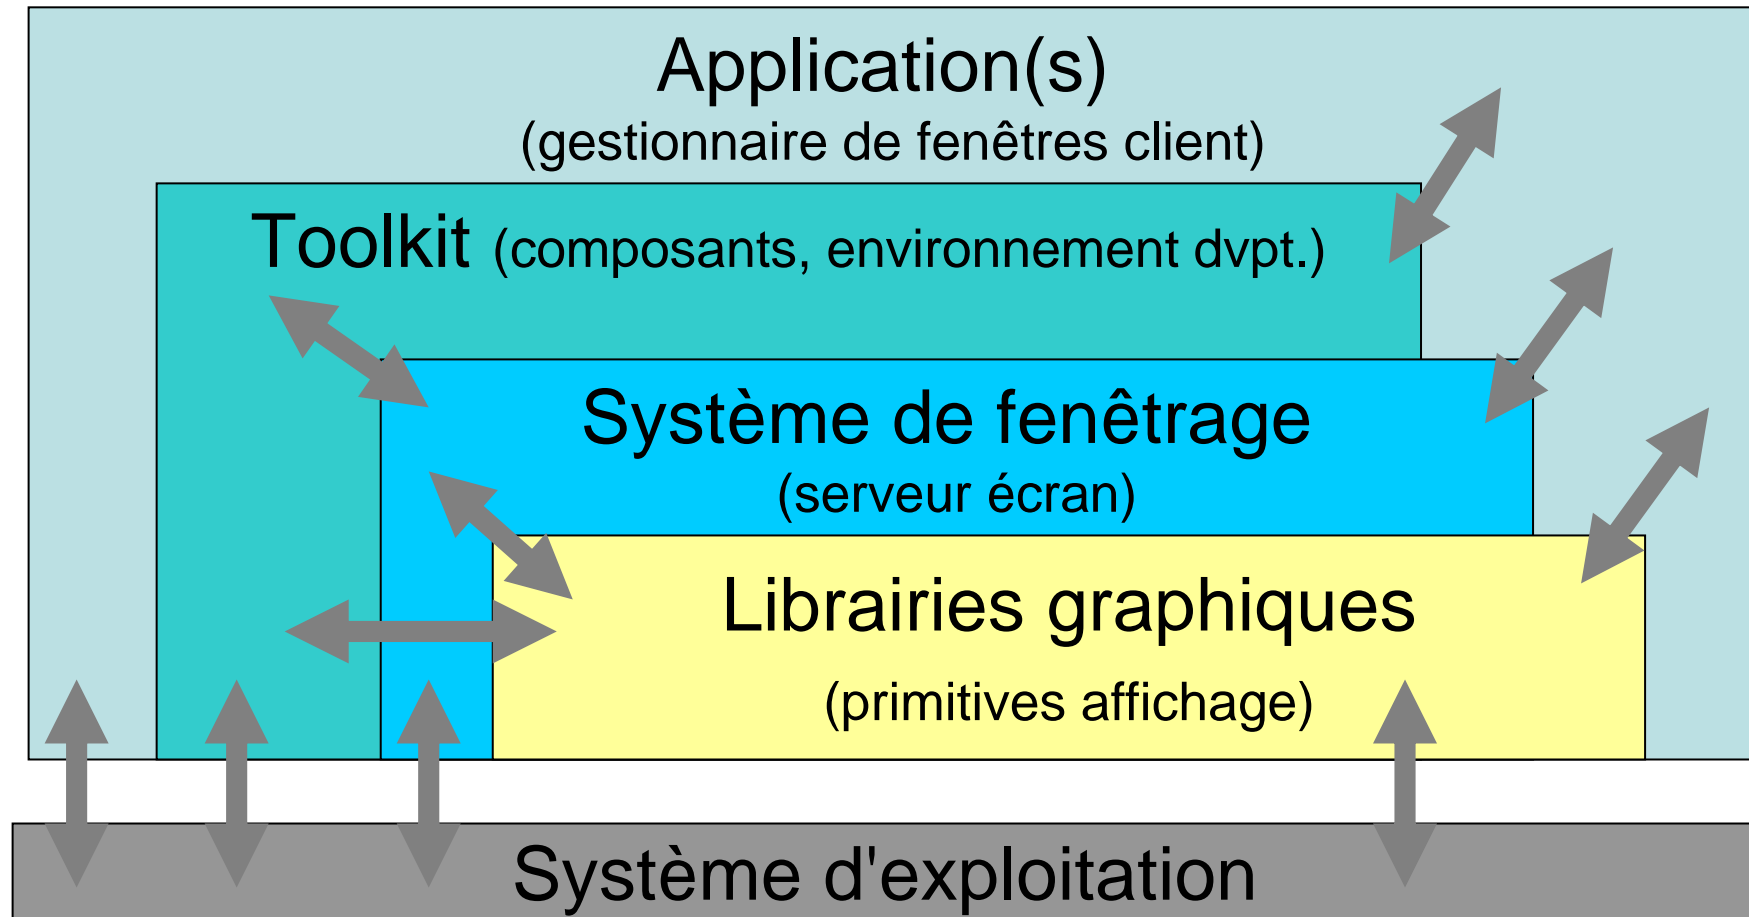 Application(s)
(gestionnaire de fenêtres client)
Toolkit (composants, environnement dvpt.)
Système de fenêtrage
(serveur écran)
Librairies graphiques
(primitives affichage)
Système d'exploitation